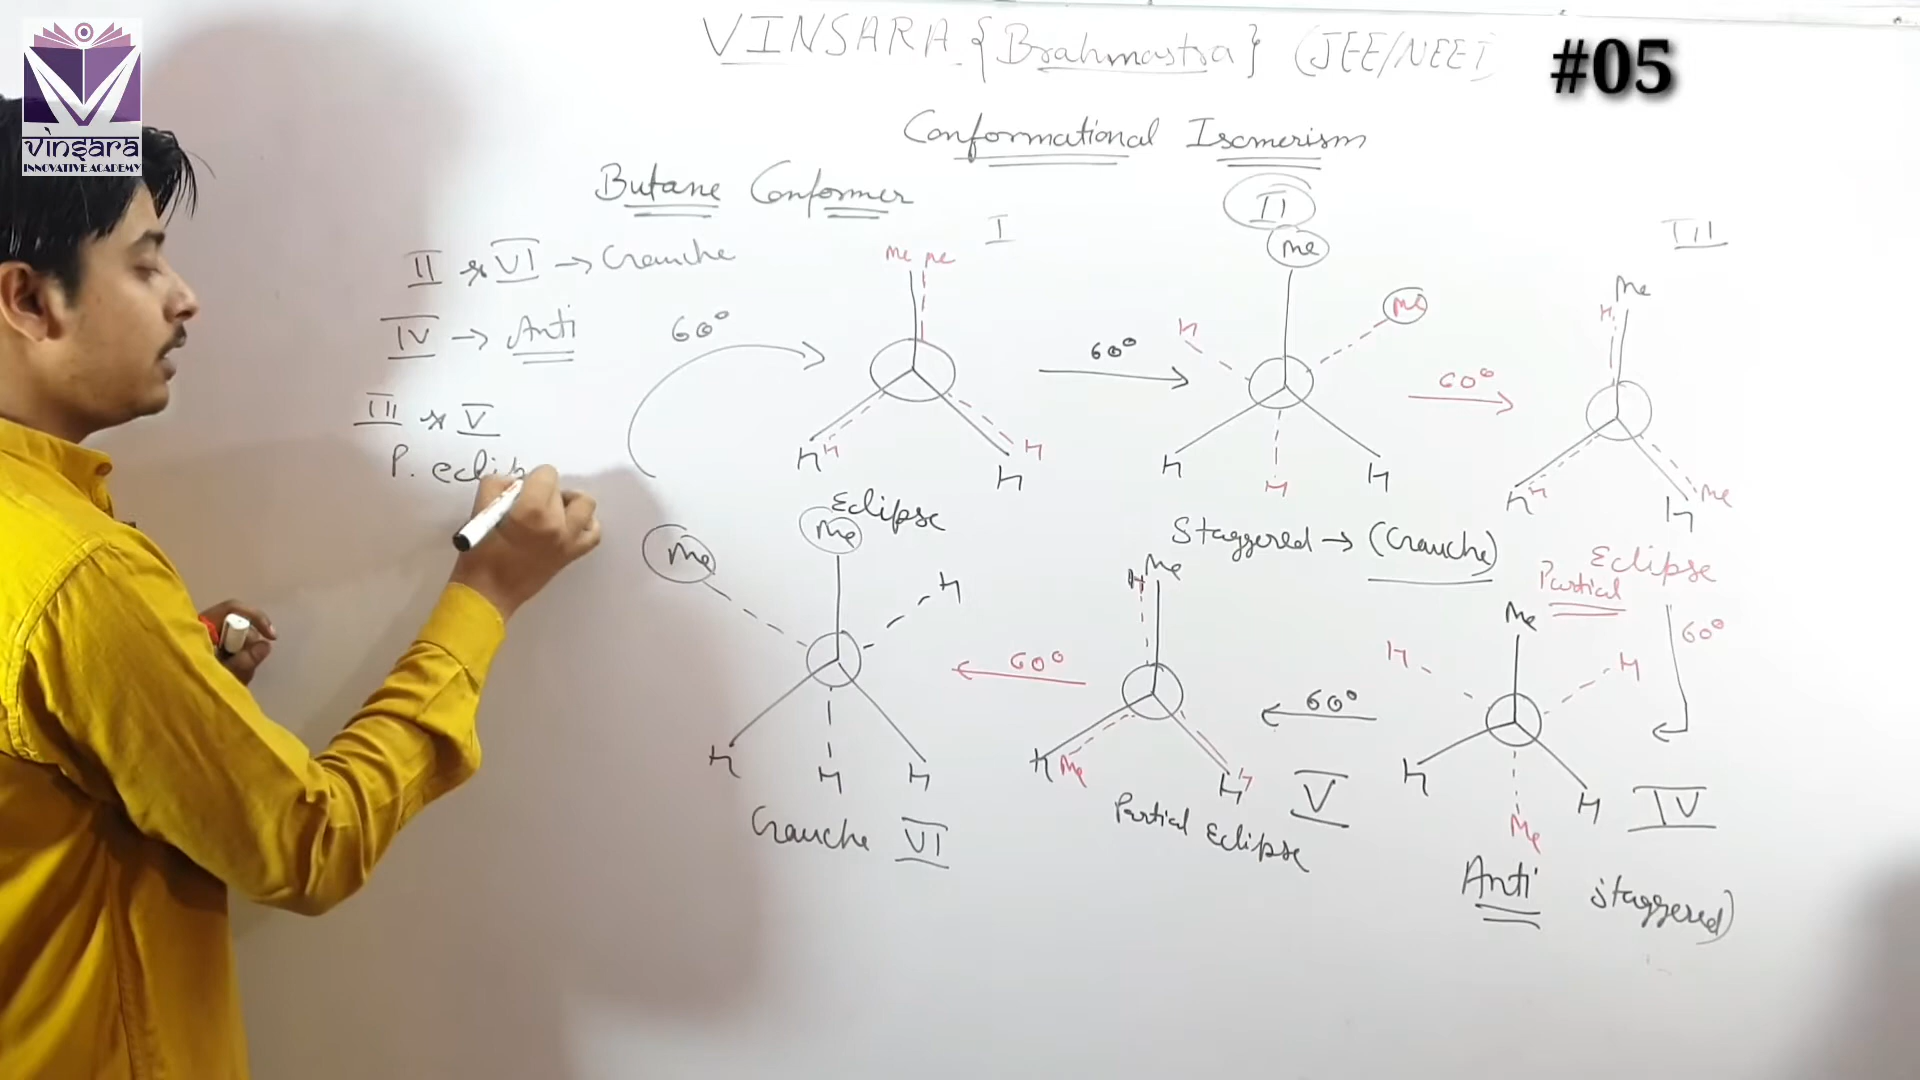 vinsara
INNOVATIVE ACADEMY
VINSARA {Brahmastra} (JEE/NEET)
#05
Conformational Isomerism
Butane Conformer
II & VI → Gauche
IV → Anti
III & V
P. eclip
60°
I
Me Me
H H
H H
Eclipse
60°
II
Me
Me
H
H
H
H
Staggered → (Gauche)
60°
III
Me
H
H H
Me
H
Eclipse
Partial
60°
Me
H
H
H
H
Me
IV
Anti
staggered)
60°
Me
H
H Me
H H
V
Partial Eclipse
60°
Me
Me
H
H
H
H
Gauche VI